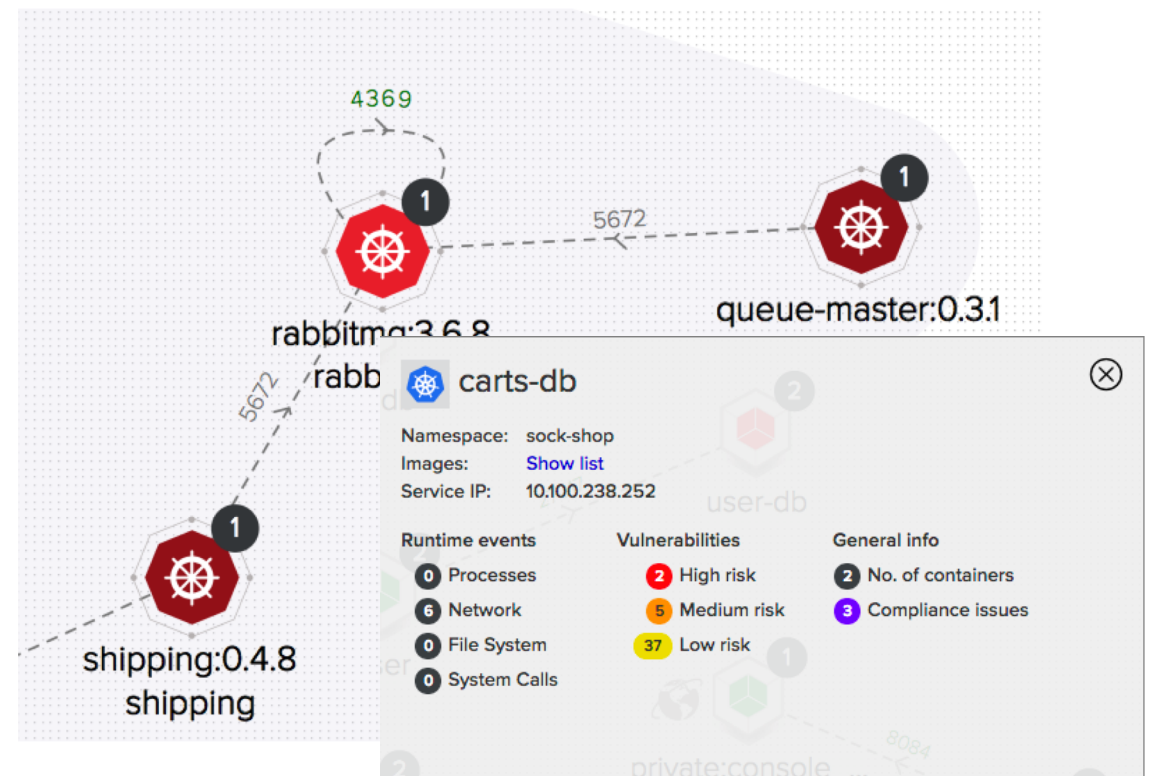 4369
1
1
5672
queue-master:0.3.1
rabbitmq:3.6.8
rabb
5672
1
shipping:0.4.8
shipping
carts-db
2
Namespace: sock-shop
Images: Show list
Service IP: 10.100.238.252
user-db
Runtime events Vulnerabilities General info
0 Processes 2 High risk 2 No. of containers
6 Network 5 Medium risk 3 Compliance issues
0 File System 37 Low risk
0 System Calls
1
8084
private:console ...
2